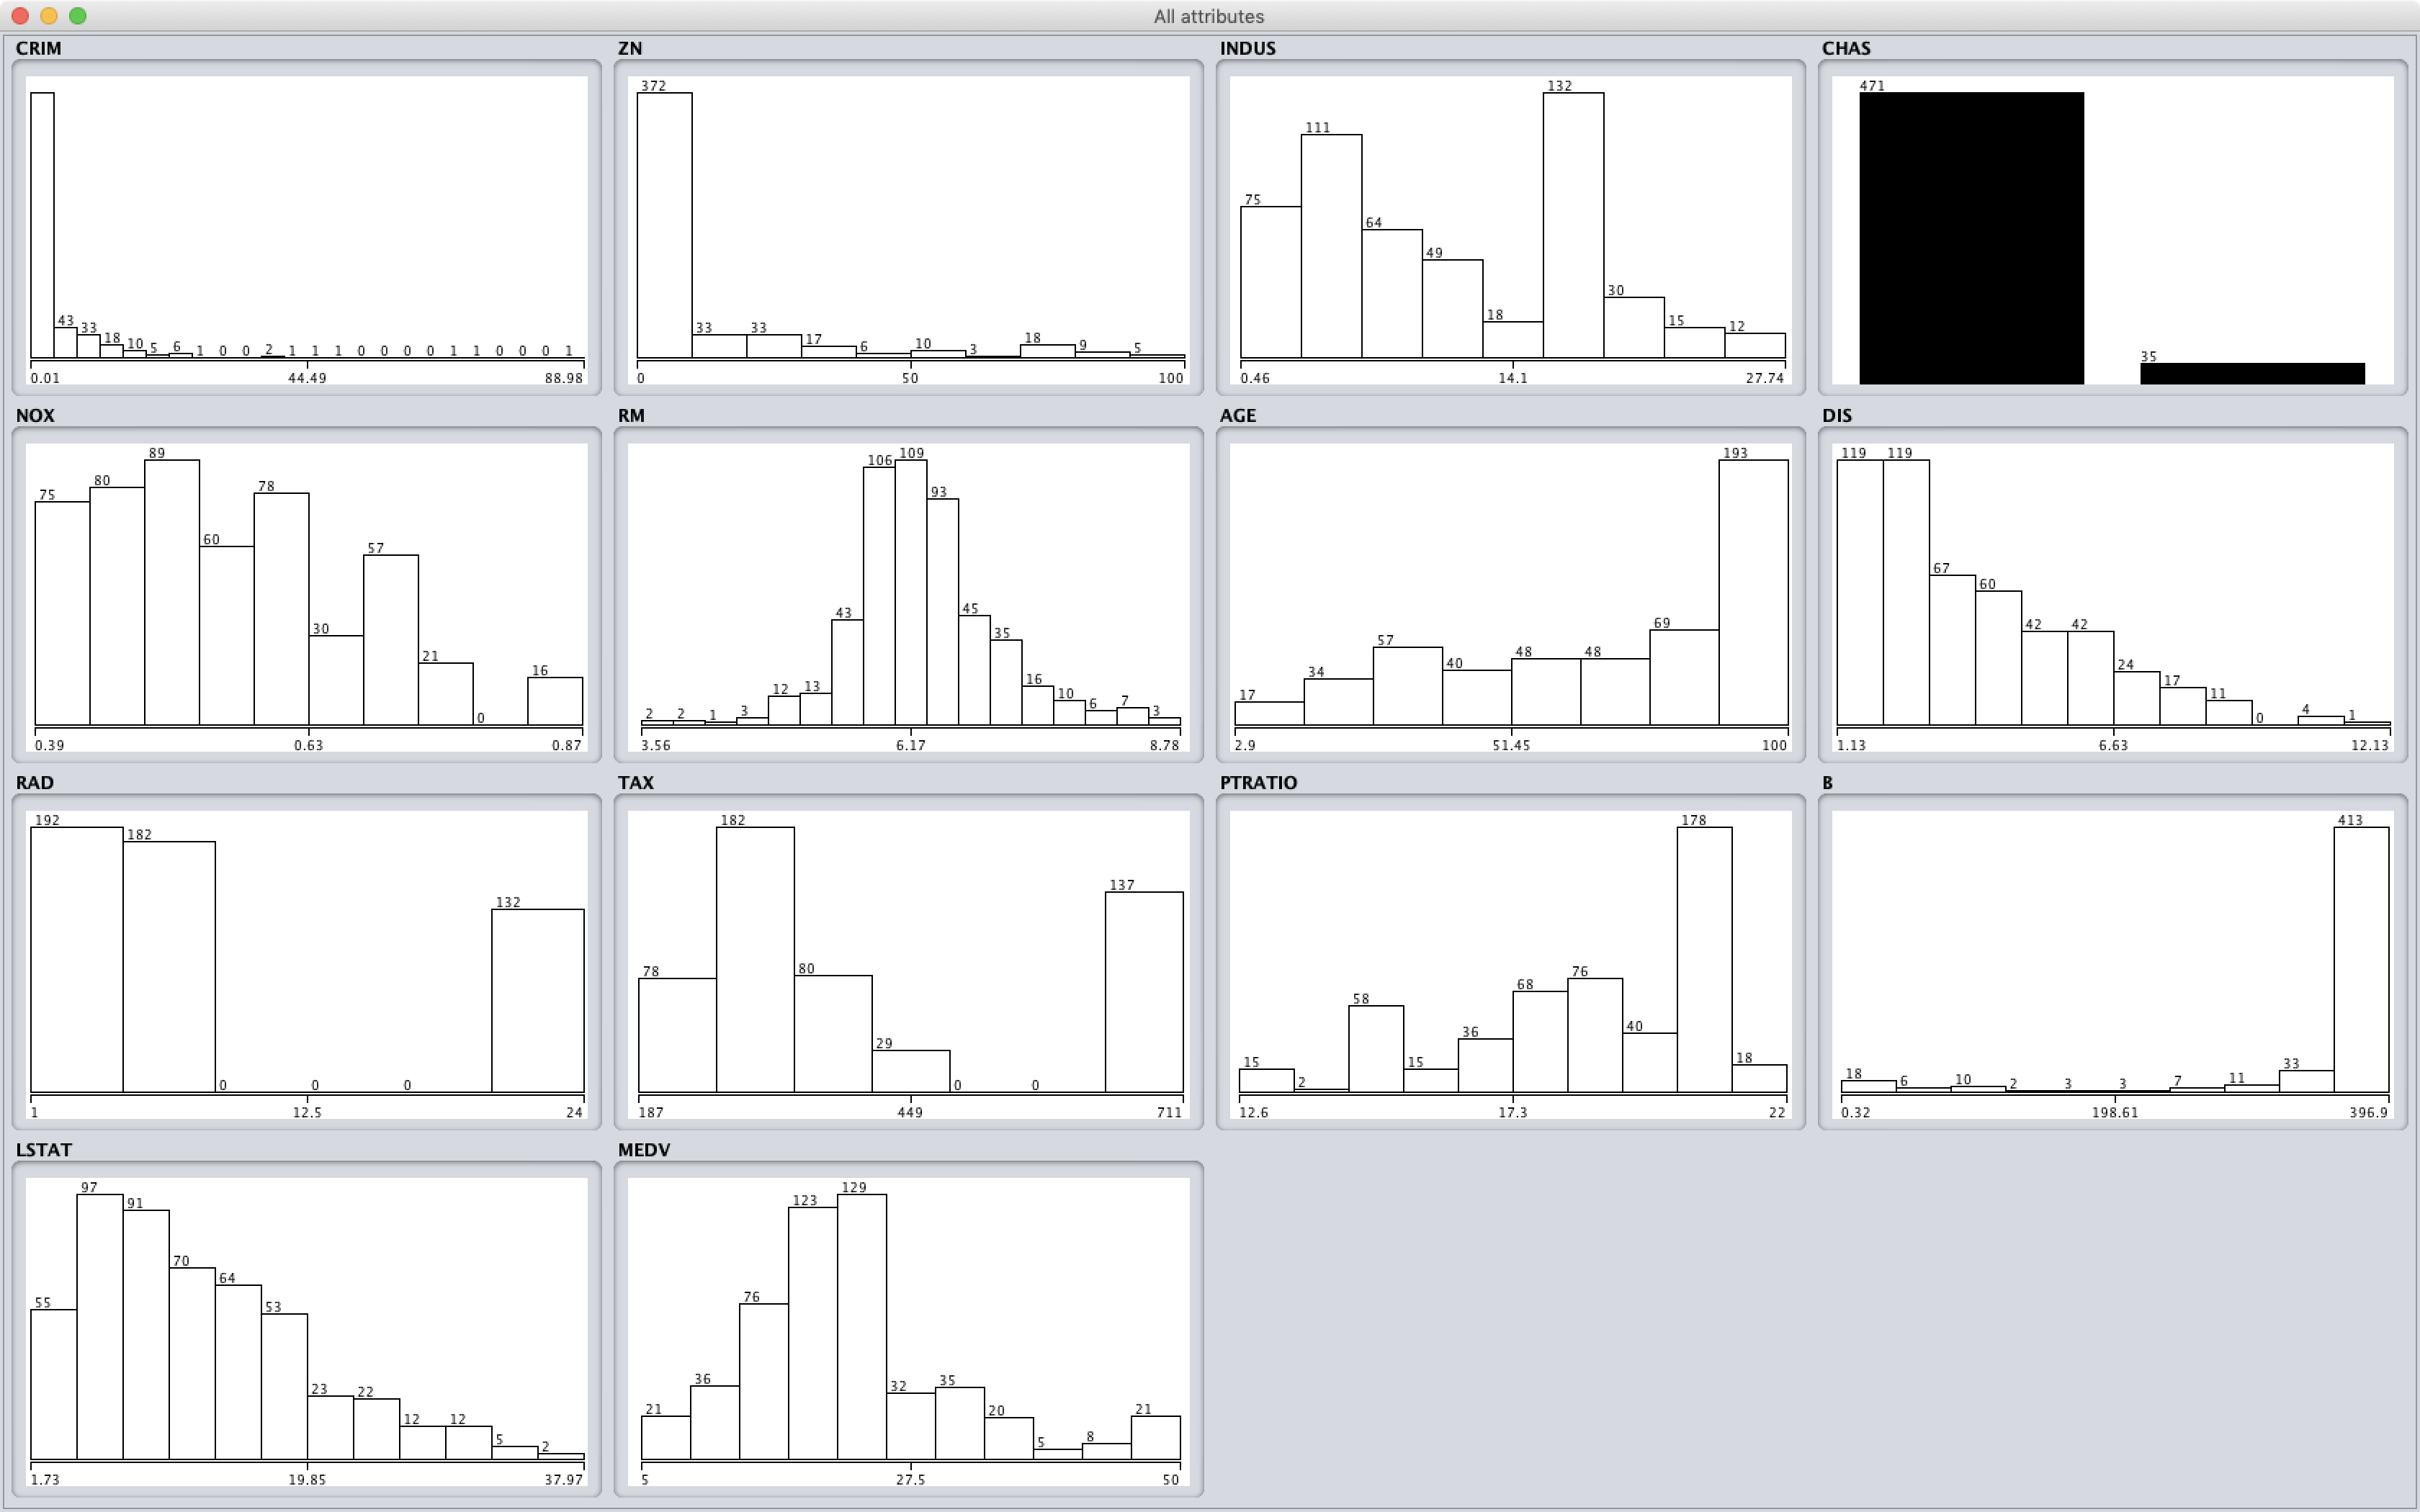 All attributes
CRIM
43 33 18 10 5 6 1 0 0 2 1 1 1 0 0 0 0 1 1 0 0 0 1
0.01 44.49 88.98
ZN
372 33 33 17 6 10 3 18 9 5
0 50 100
INDUS
75 111 64 49 18 132 30 15 12
0.46 14.1 27.74
CHAS
471 35
NOX
75 80 89 60 78 30 57 21 0 16
0.39 0.63 0.87
RM
2 2 1 3 12 13 43 106 109 93 45 35 16 10 6 7 3
3.56 6.17 8.78
AGE
17 34 57 40 48 48 69 193
2.9 51.45 100
DIS
119 119 67 60 42 42 24 17 11 0 4 1
1.13 6.63 12.13
RAD
192 182 0 0 0 132
1 12.5 24
TAX
78 182 80 29 0 0 137
187 449 711
PTRATIO
15 2 58 15 36 68 76 40 178 18
12.6 17.3 22
B
18 6 10 2 3 3 7 11 33 413
0.32 198.61 396.9
LSTAT
55 97 91 70 64 53 23 22 12 12 5 2
1.73 19.85 37.97
MEDV
21 36 76 123 129 32 35 20 5 8 21
5 27.5 50